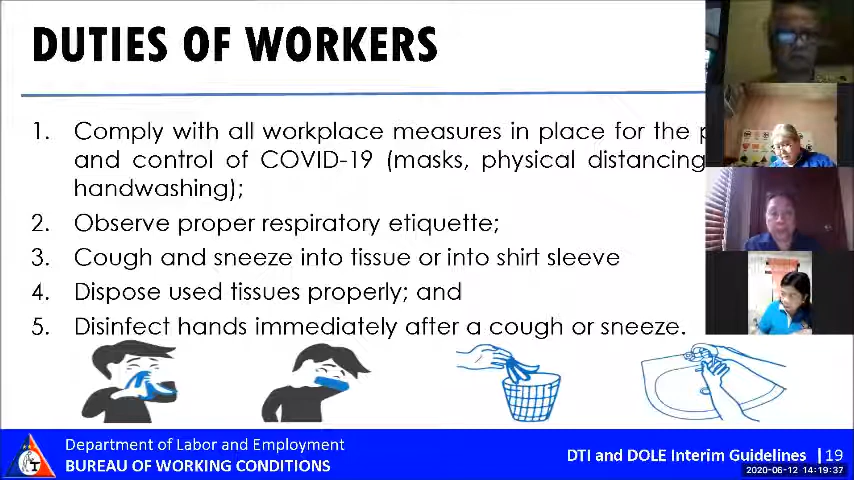 DUTIES OF WORKERS
1. Comply with all workplace measures in place for the
and control of COVID-19 (masks, physical distancing
handwashing);
2. Observe proper respiratory etiquette;
3. Cough and sneeze into tissue or into shirt sleeve
4. Dispose used tissues properly; and
5. Disinfect hands immediately after a cough or sneeze.
Department of Labor and Employment
BUREAU OF WORKING CONDITIONS
DTI and DOLE Interim Guidelines |19
2020-06-12 14:19:37